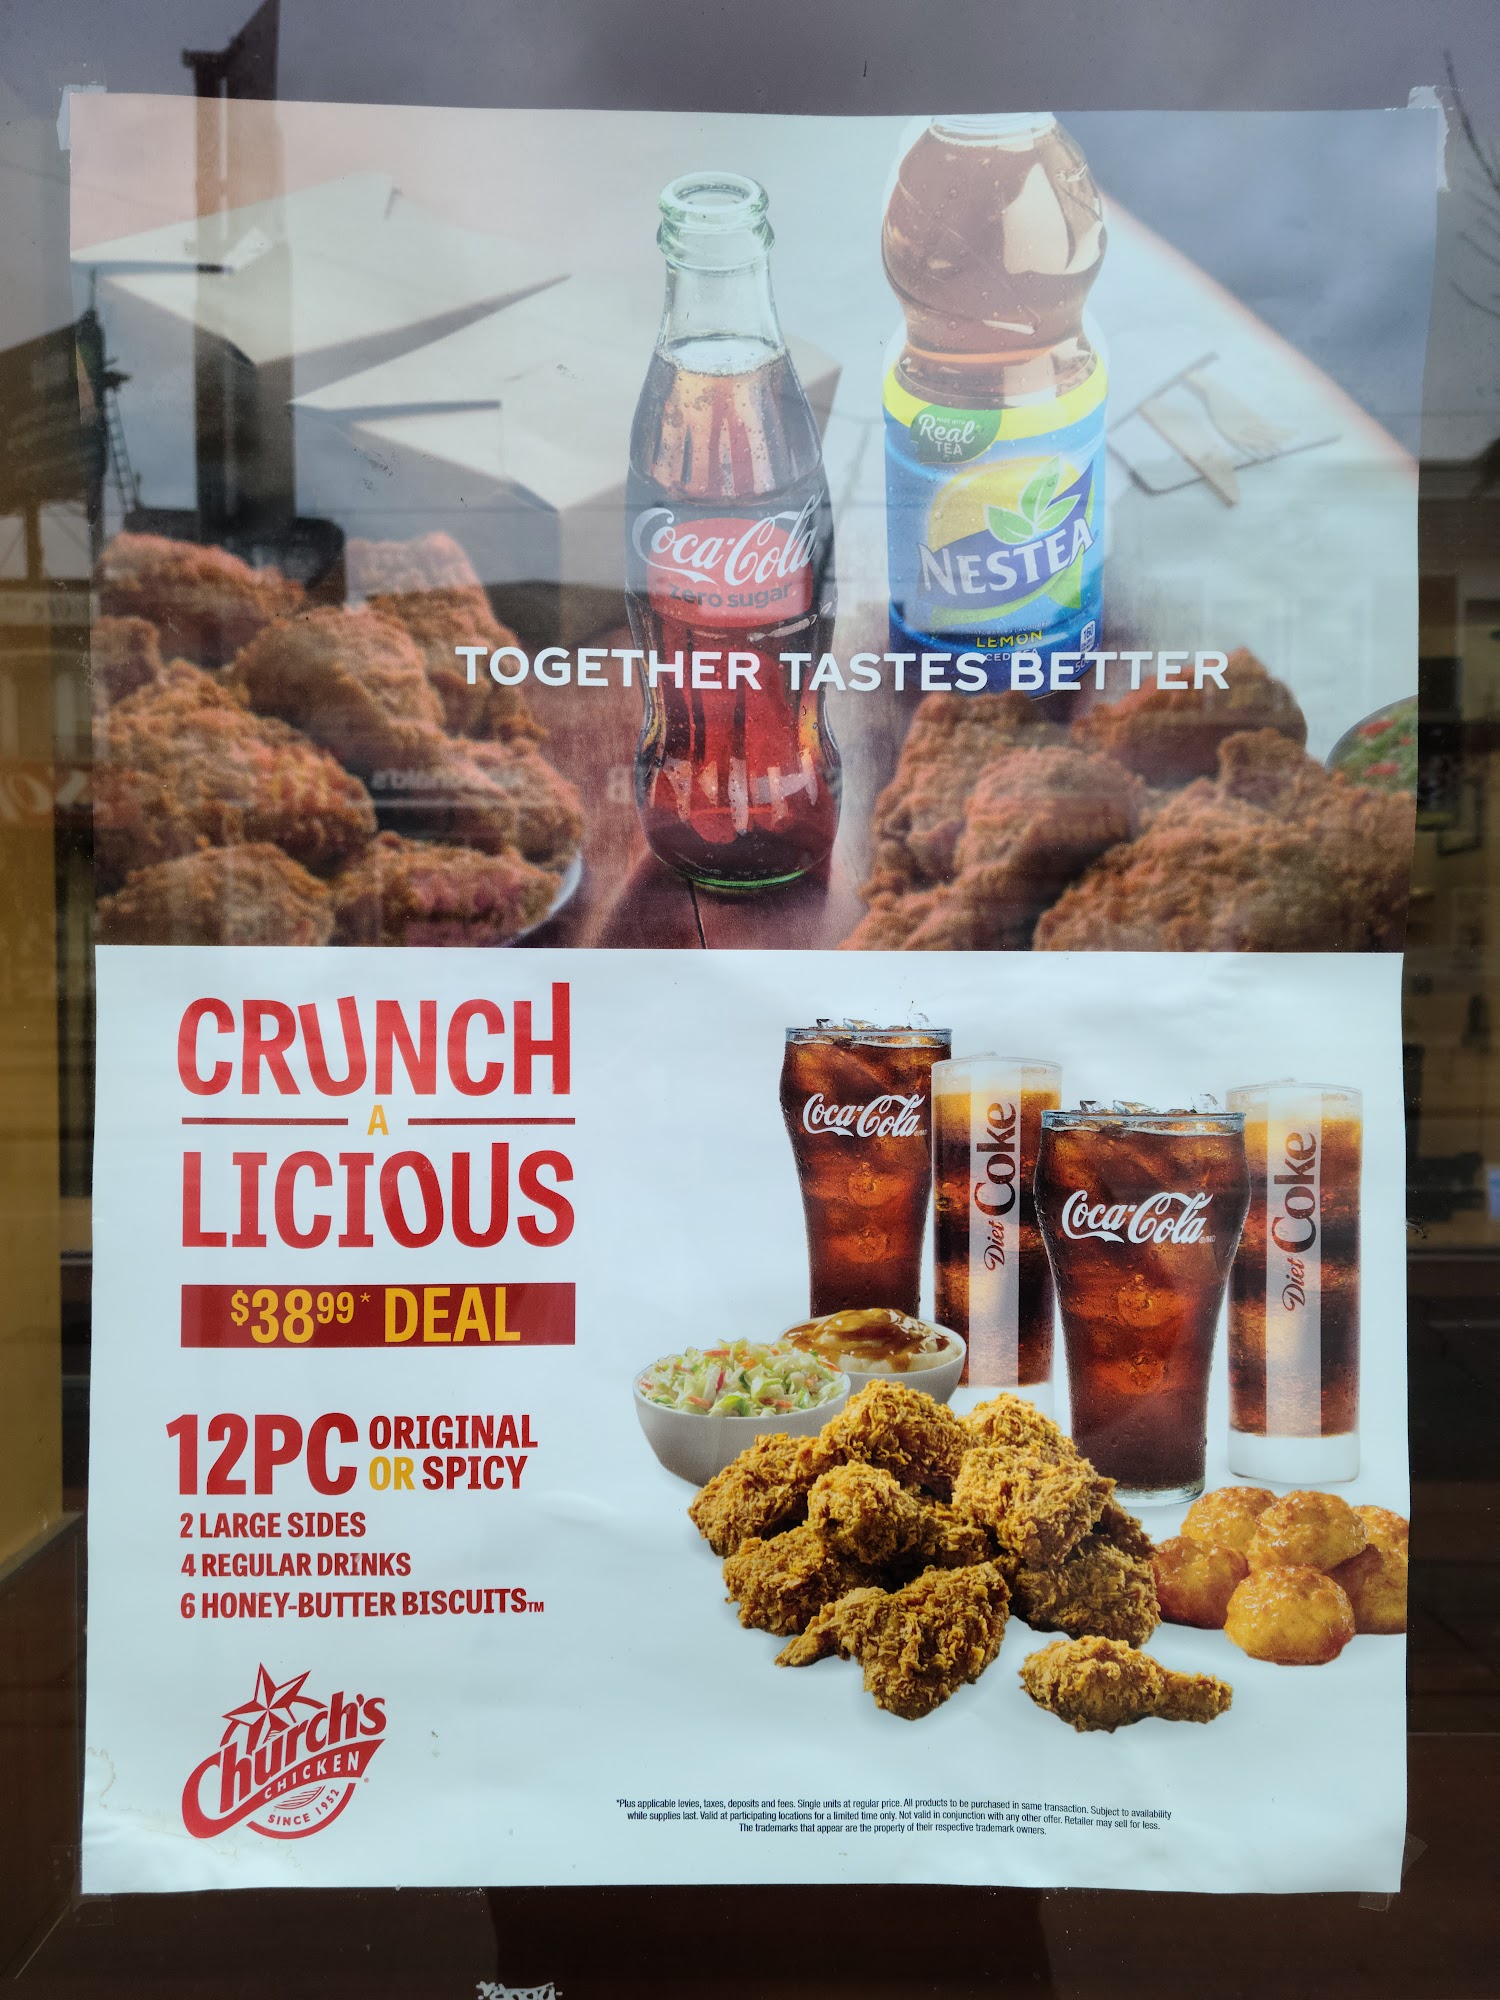 MADE WITH
Real
TEA
Coca-Cola
zero sugar
NESTEA
LEMON
TOGETHER TASTES BETTER
CRUNCH
A
LICIOUS
$38⁹⁹* DEAL
12PC ORIGINAL
OR SPICY
2 LARGE SIDES
4 REGULAR DRINKS
6 HONEY-BUTTER BISCUITS™
Coca-Cola
Diet Coke
Coca-Cola
Diet Coke
Church's
CHICKEN
SINCE 1952
*Plus applicable levies, taxes, deposits and fees. Single units at regular price. All products to be purchased in same transaction. Subject to availability
while supplies last. Valid at participating locations for a limited time only. Not valid in conjunction with any other offer. Retailer may sell for less.
The trademarks that appear are the property of their respective trademark owners.